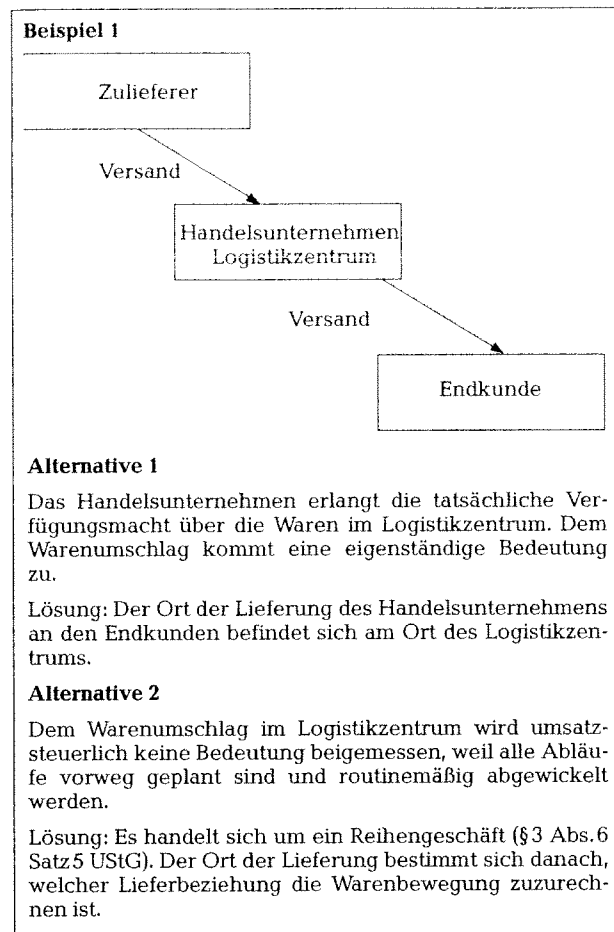 Beispiel 1
Zulieferer
Versand
Handelsunternehmen
Logistikzentrum
Versand
Endkunde
Alternative 1
Das Handelsunternehmen erlangt die tatsächliche Ver-
fügungsmacht über die Waren im Logistikzentrum. Dem
Warenumschlag kommt eine eigenständige Bedeutung
zu.
Lösung: Der Ort der Lieferung des Handelsunternehmens
an den Endkunden befindet sich am Ort des Logistikzen-
trums.
Alternative 2
Dem Warenumschlag im Logistikzentrum wird umsatz-
steuerlich keine Bedeutung beigemessen, weil alle Abläu-
fe vorweg geplant sind und routinemäßig abgewickelt
werden.
Lösung: Es handelt sich um ein Reihengeschäft (§ 3 Abs. 6
Satz 5 UStG). Der Ort der Lieferung bestimmt sich danach,
welcher Lieferbeziehung die Warenbewegung zuzurech-
nen ist.